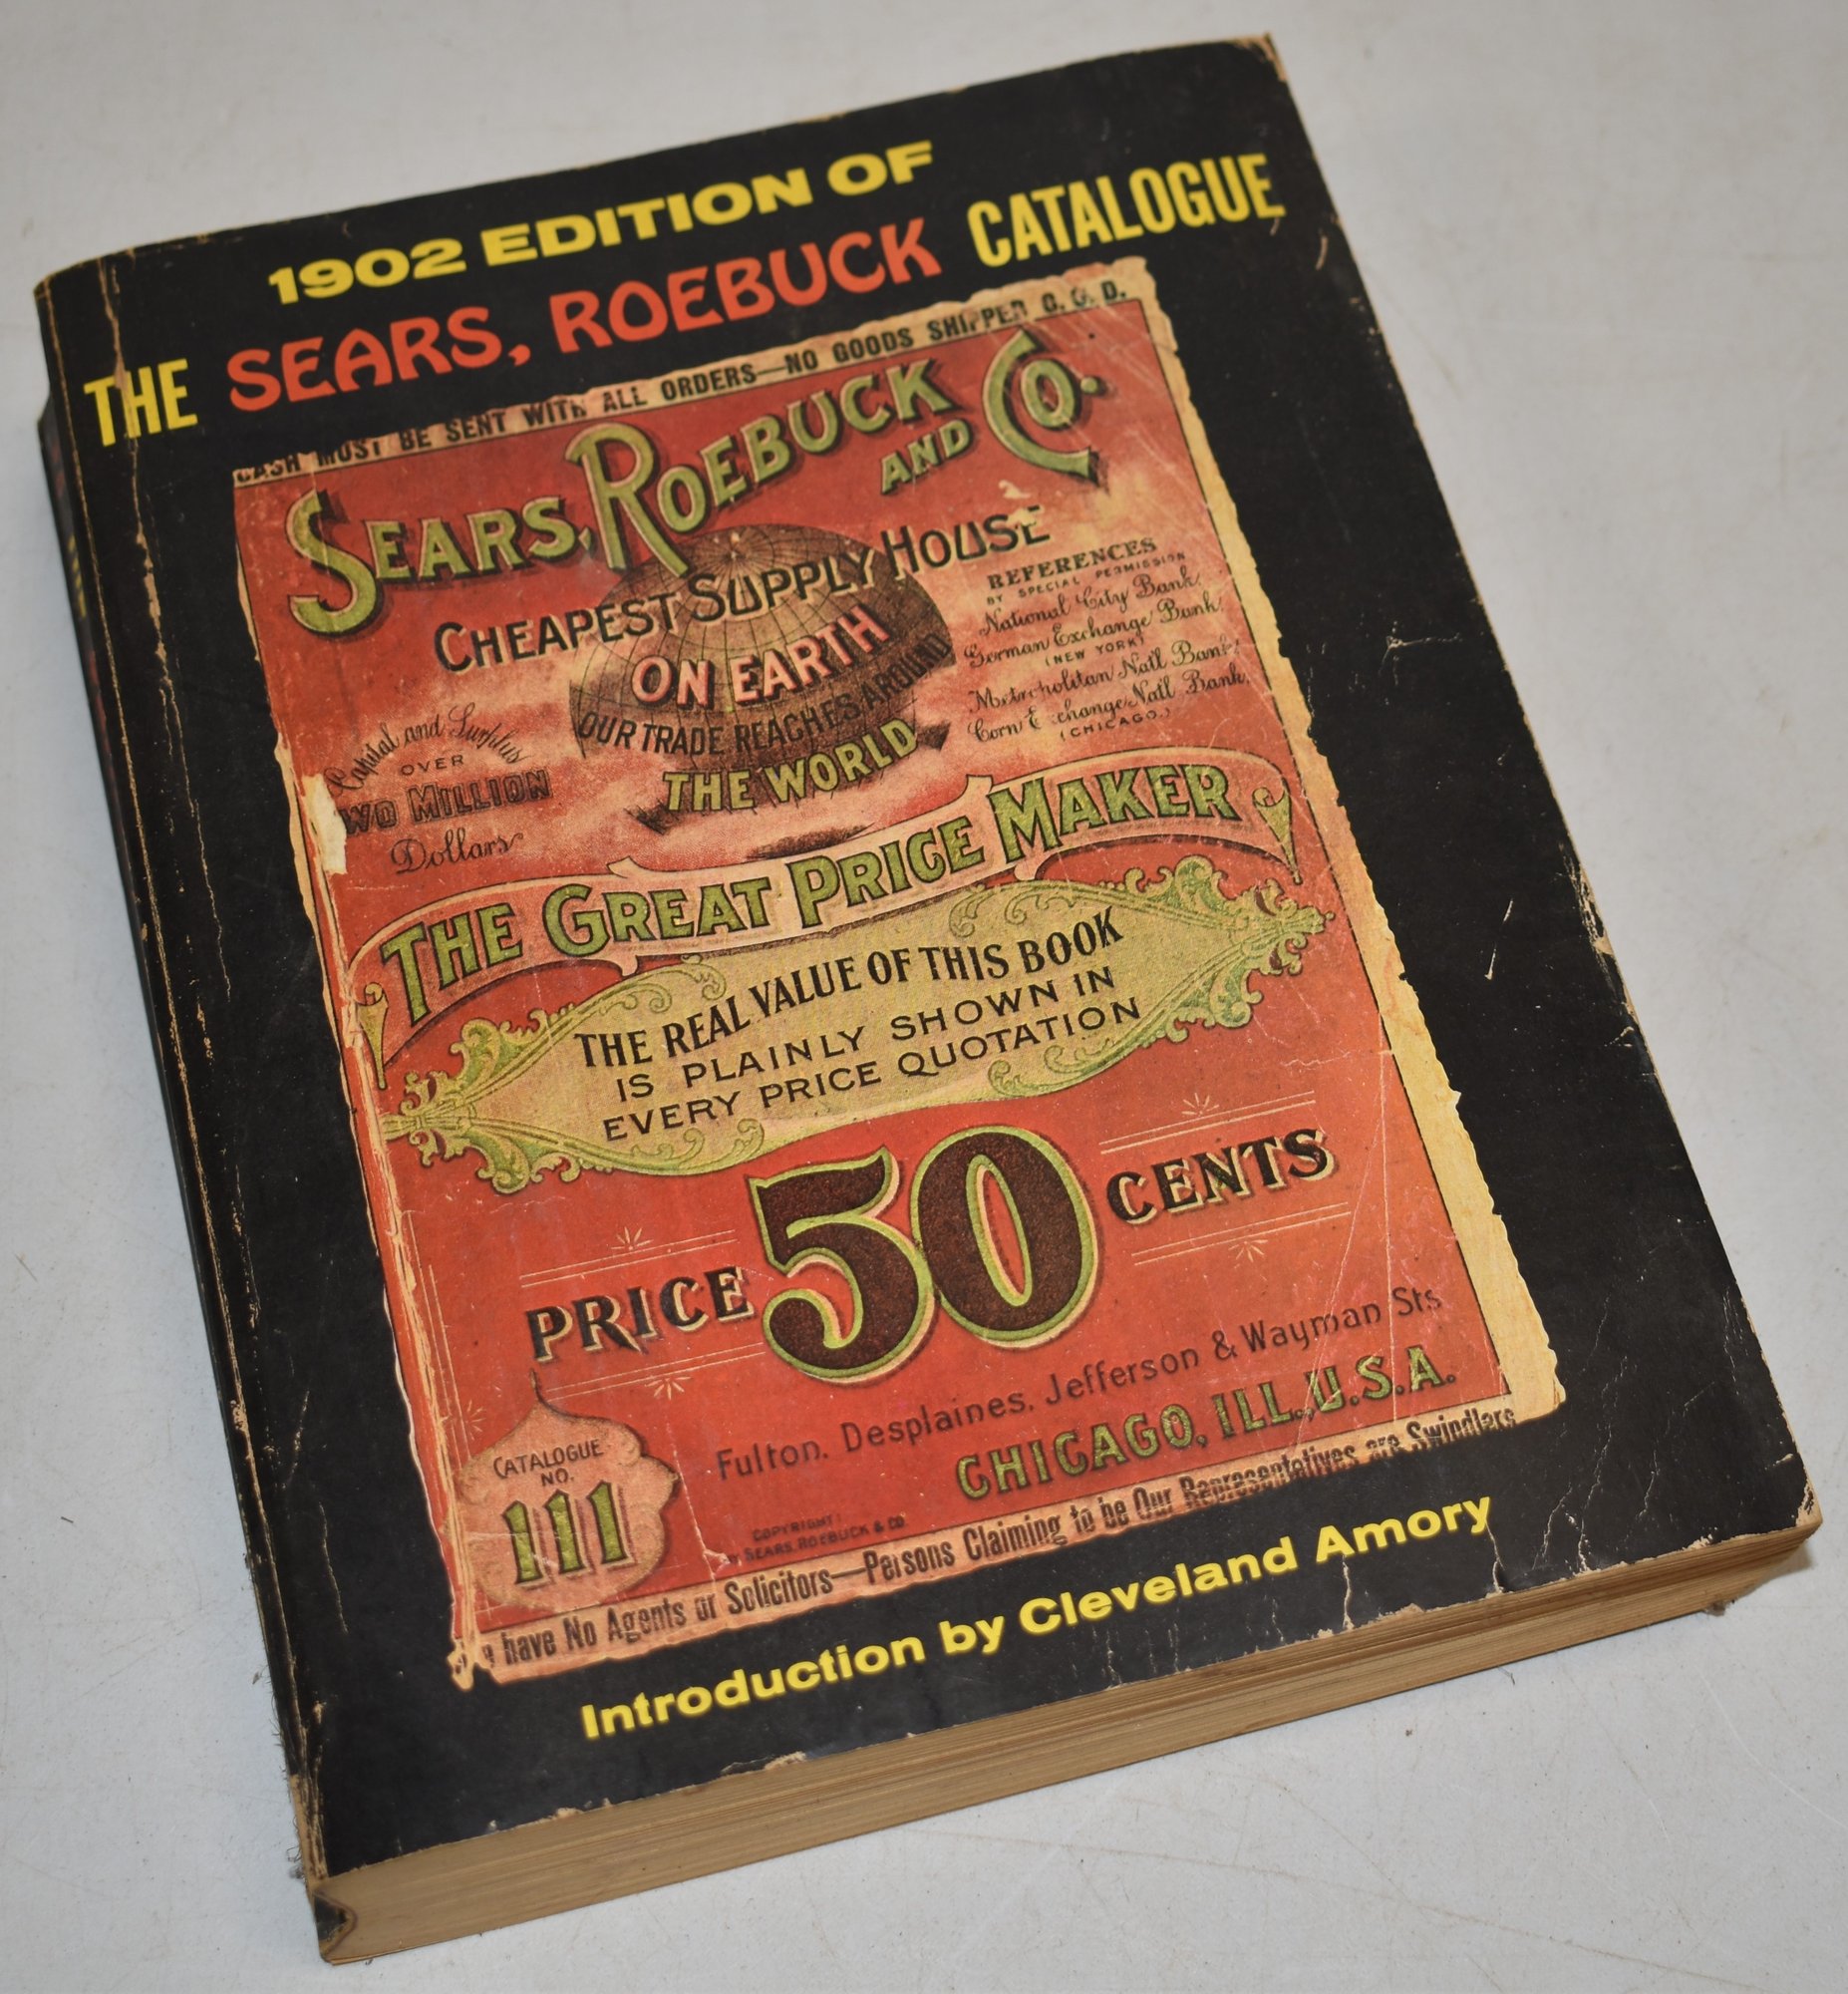 1902 EDITION OF
THE SEARS, ROEBUCK CATALOGUE
CASH MUST BE SENT WITH ALL ORDERS—NO GOODS SHIPPED C. O. D.
SEARS, ROEBUCK AND CO.
CHEAPEST SUPPLY HOUSE
ON EARTH
OUR TRADE REACHES AROUND
THE WORLD
REFERENCES
BY SPECIAL PERMISSION
National City Bank,
German Exchange Bank,
(NEW YORK)
Metropolitan Nat'l Bank,
Corn Exchange Nat'l Bank,
(CHICAGO.)
Capital and Surplus
OVER
TWO MILLION
Dollars
THE GREAT PRICE MAKER
THE REAL VALUE OF THIS BOOK
IS PLAINLY SHOWN IN
EVERY PRICE QUOTATION
PRICE 50 CENTS
Fulton, Desplaines, Jefferson & Wayman Sts
CHICAGO, ILL., U.S.A.
CATALOGUE
NO.
111
COPYRIGHT
BY SEARS, ROEBUCK & CO.
have No Agents or Solicitors—Persons Claiming to be Our Representatives are Swindlers
Introduction by Cleveland Amory